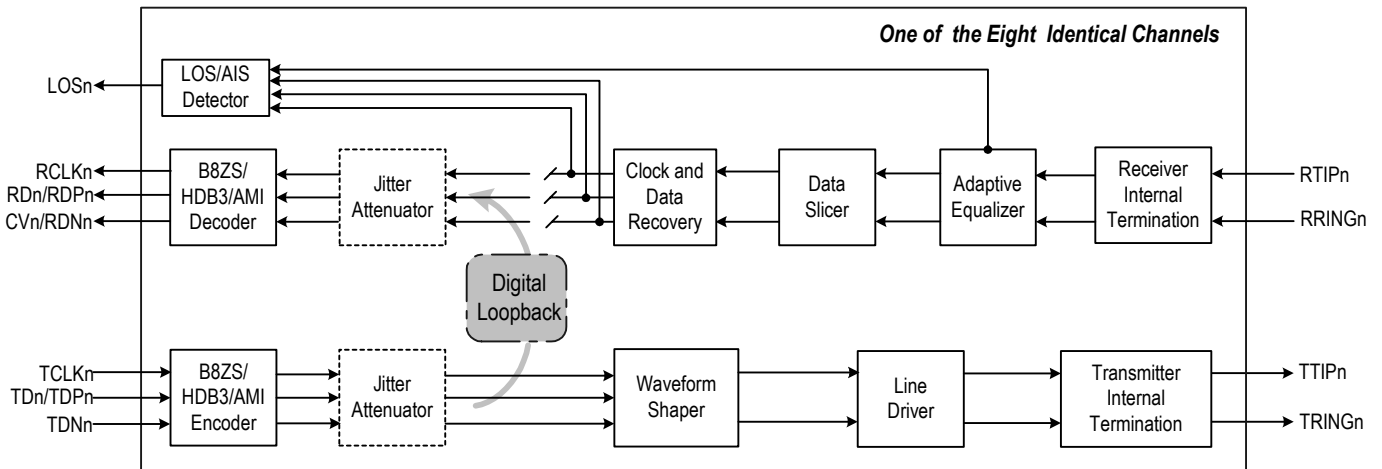 One of the Eight Identical Channels
LOSn
LOS/AIS
Detector
RCLKn
RDn/RDPn
CVn/RDNn
B8ZS/
HDB3/AMI
Decoder
Jitter
Attenuator
Clock and
Data
Recovery
Data
Slicer
Adaptive
Equalizer
Receiver
Internal
Termination
RTIPn
RRINGn
Digital
Loopback
TCLKn
TDn/TDPn
TDNn
B8ZS/
HDB3/AMI
Encoder
Jitter
Attenuator
Waveform
Shaper
Line
Driver
Transmitter
Internal
Termination
TTIPn
TRINGn